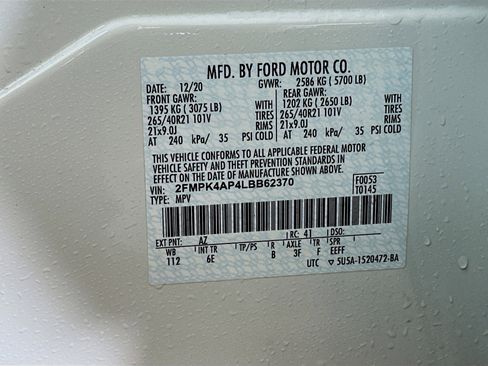 MFD. BY FORD MOTOR CO.
DATE: 12/20 GVWR: 2586 KG ( 5700 LB)
FRONT GAWR: REAR GAWR:
1395 KG ( 3075 LB) WITH 1202 KG ( 2650 LB) WITH
265/40R21 101V TIRES 265/40R21 101V TIRES
21x9.0J RIMS 21x9.0J RIMS
AT 240 kPa/ 35 PSI COLD AT 240 kPa/ 35 PSI COLD
THIS VEHICLE CONFORMS TO ALL APPLICABLE FEDERAL MOTOR
VEHICLE SAFETY AND THEFT PREVENTION STANDARDS IN
EFFECT ON THE DATE OF MANUFACTURE SHOWN ABOVE.
VIN: 2FMPK4AP4LBB62370 F0053
TYPE: MPV T0145
EXT PNT: AZ RC: 41 DSO:
WB INT TR TP/PS R AXLE TR SPR
112 6E B 3F F EEFF
UTC 5U5A-1520472-BA